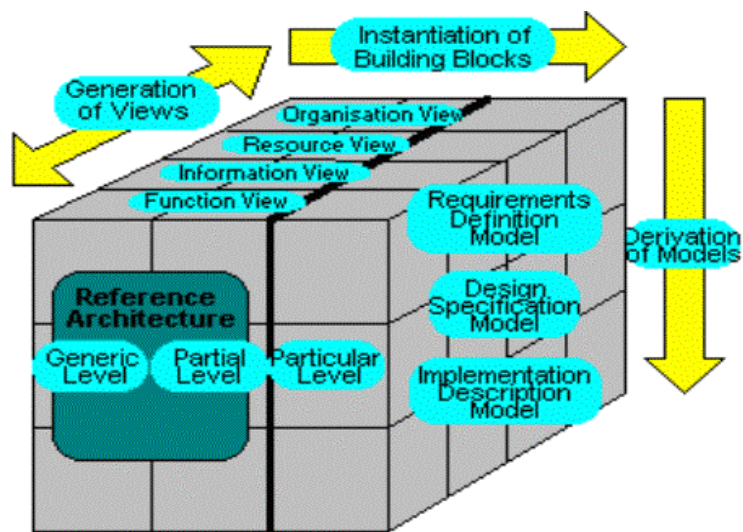 Instantiation of
Building Blocks
Generation
of Views
Organisation View
Resource View
Information View
Function View
Requirements
Definition
Model
Derivation
of Models
Design
Specification
Model
Reference
Architecture
Generic
Level
Partial
Level
Particular
Level
Implementation
Description
Model